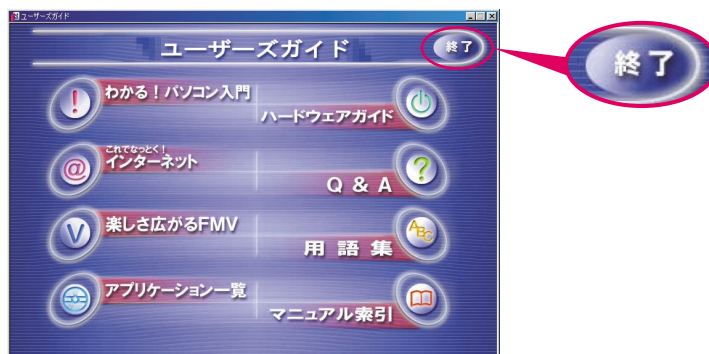 ユーザーズガイド
ユーザーズガイド
終了
終了
わかる！パソコン入門
ハードウェアガイド
これでなっとく！
インターネット
Q & A
楽しさ広がるFMV
用語集
アプリケーション一覧
マニュアル索引
!
@
?
V
ABC